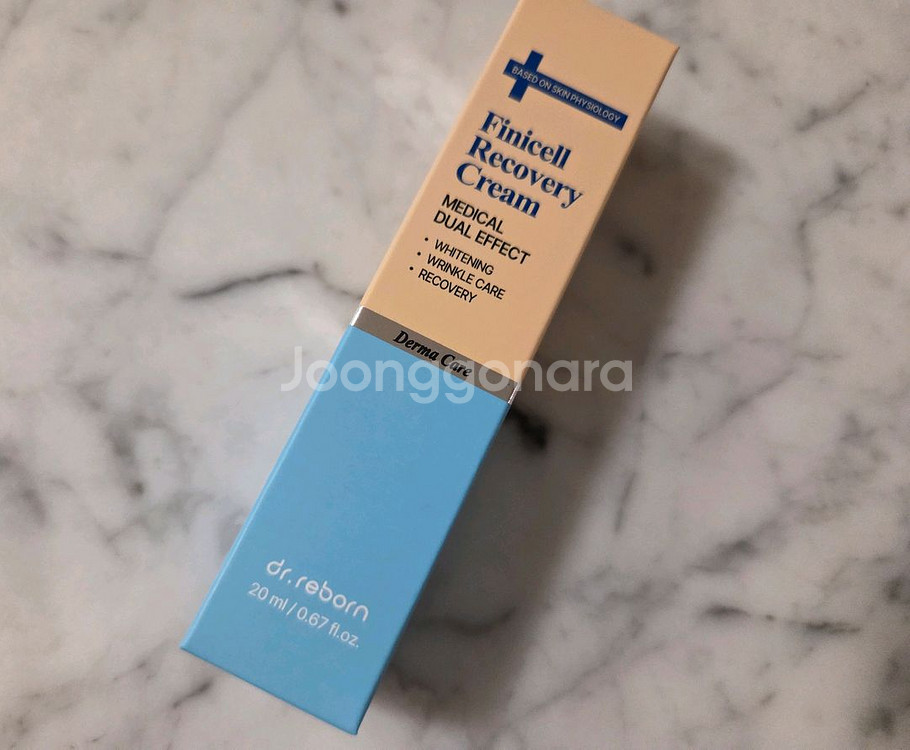 BASED ON SKIN PHYSIOLOGY
Finicell
Recovery
Cream
MEDICAL
DUAL EFFECT
• WHITENING
• WRINKLE CARE
• RECOVERY
Derma Care
Joonggonara
dr.reborn
20 ml / 0.67 fl.oz.